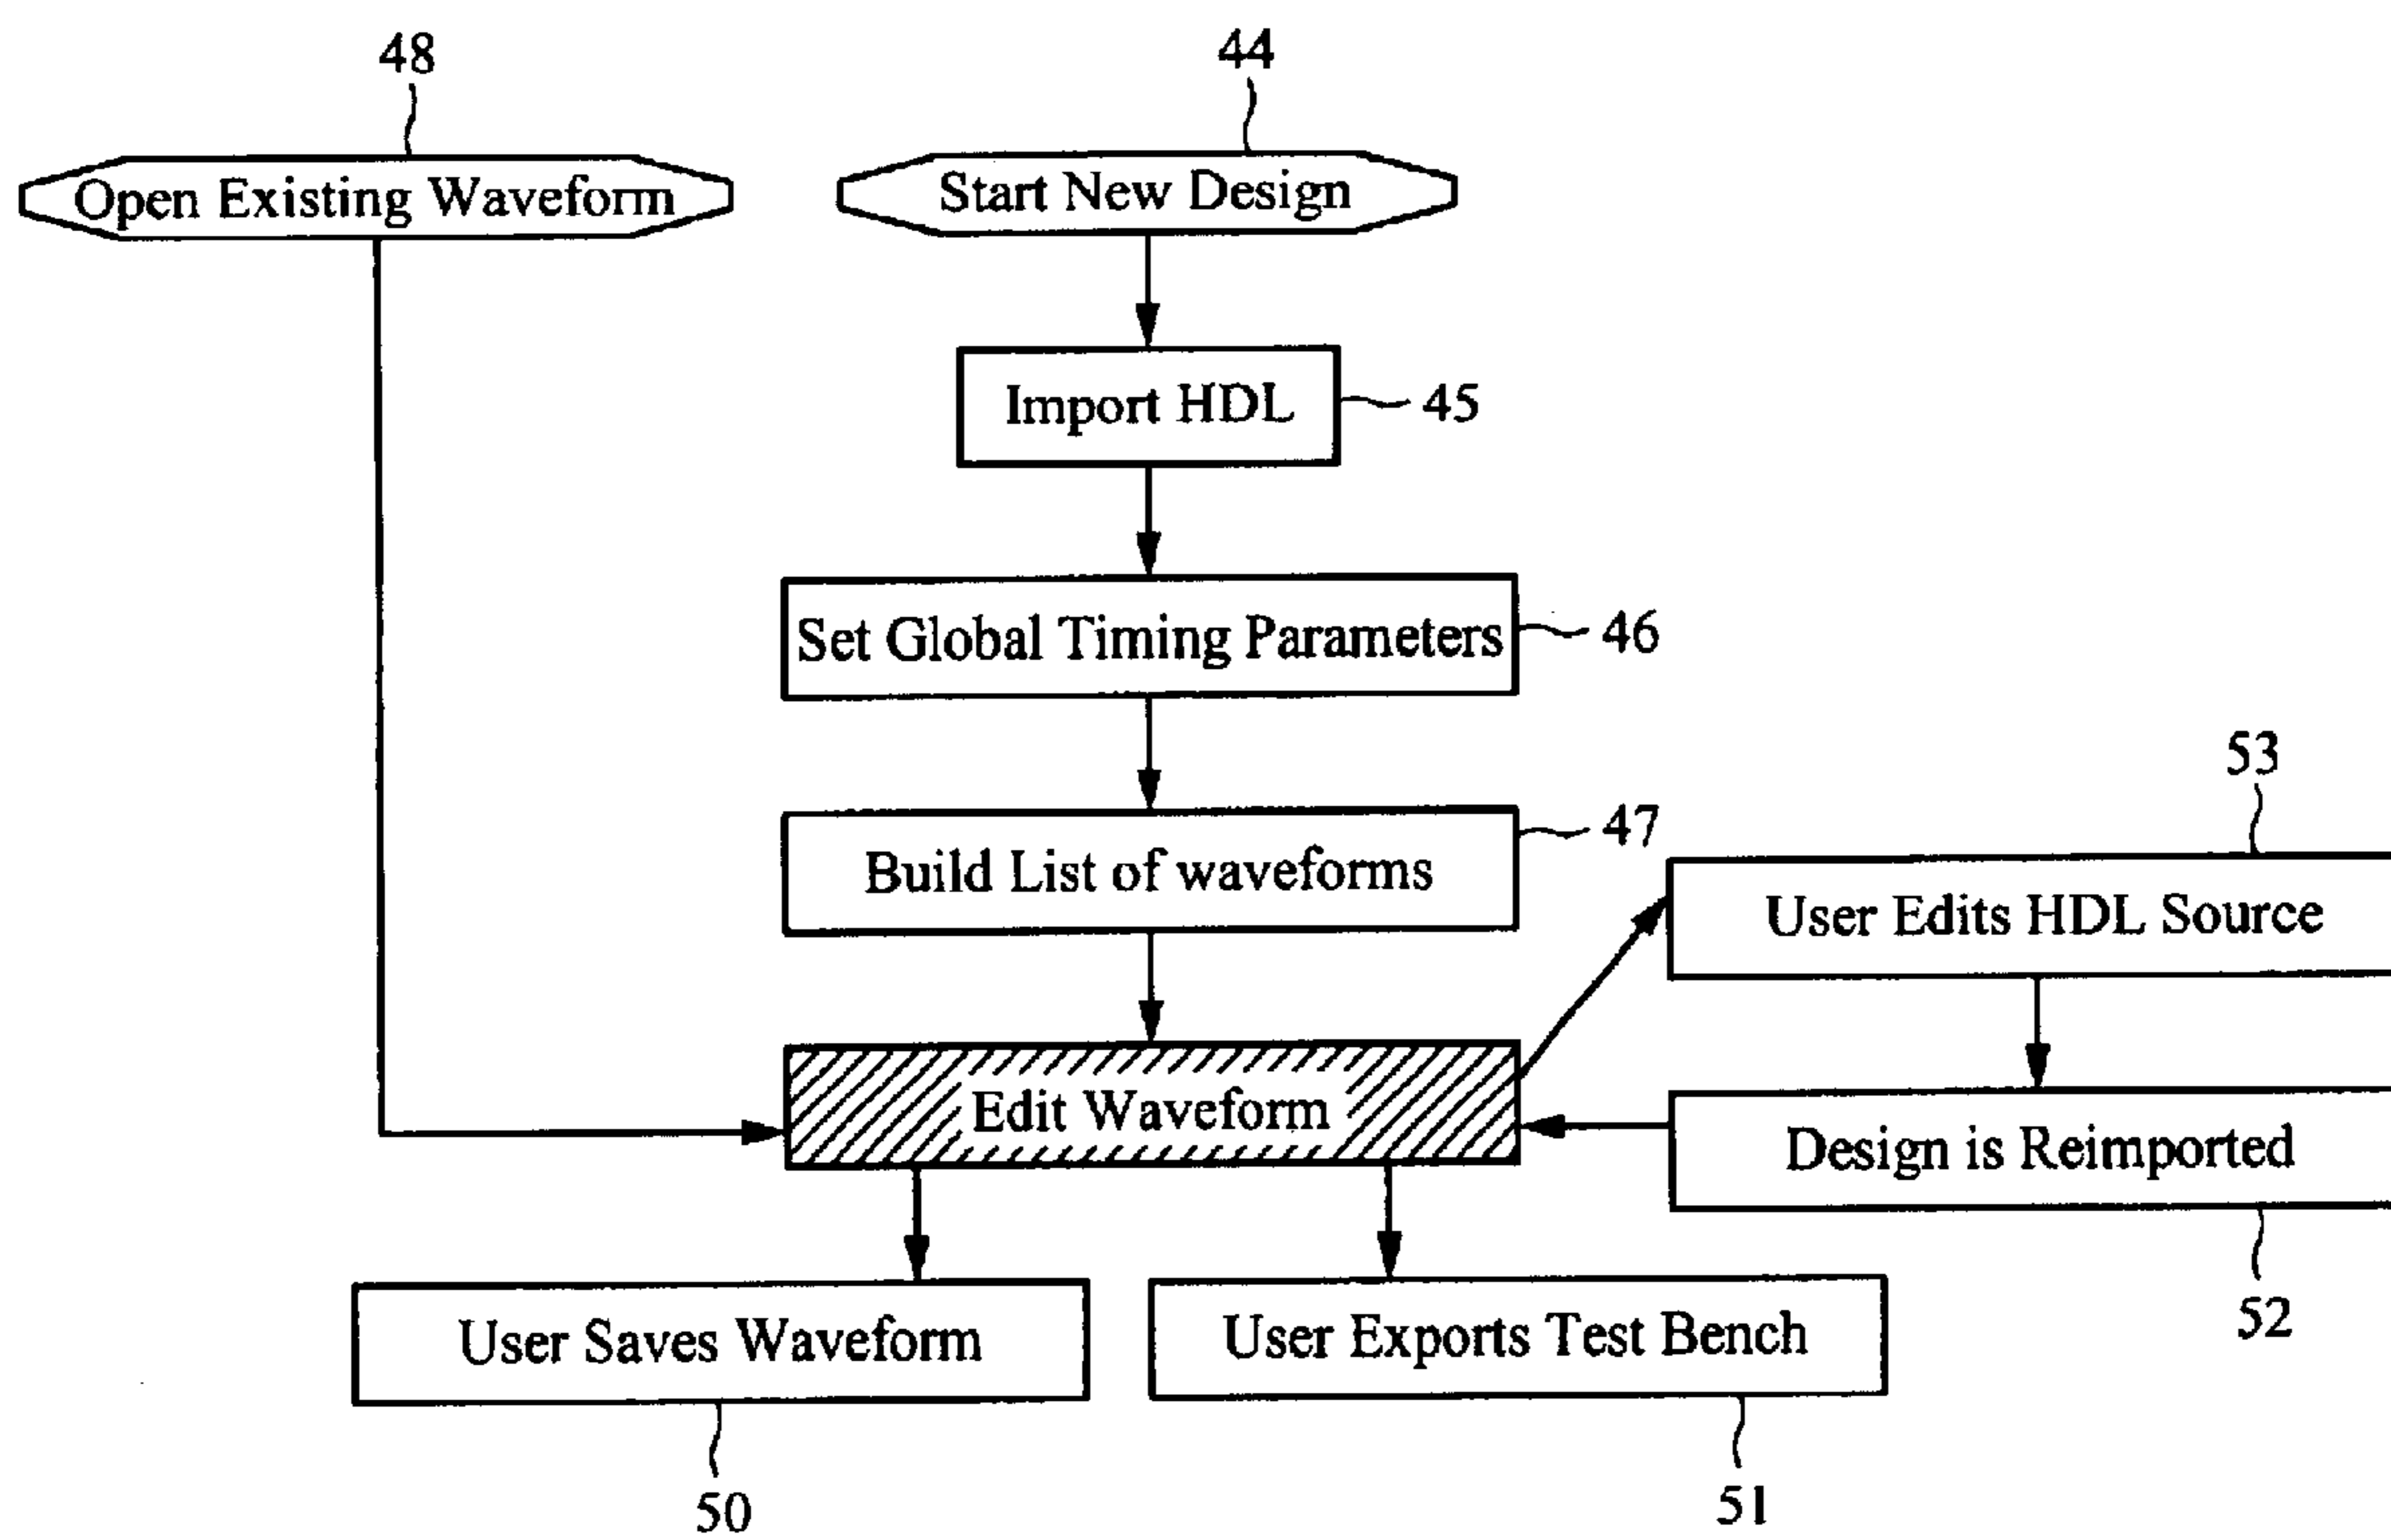 48
44
Open Existing Waveform
Start New Design
Import HDL
45
Set Global Timing Parameters
46
53
47
Build List of waveforms
User Edits HDL Source
Edit Waveform
Design is Reimported
52
User Saves Waveform
User Exports Test Bench
50
51